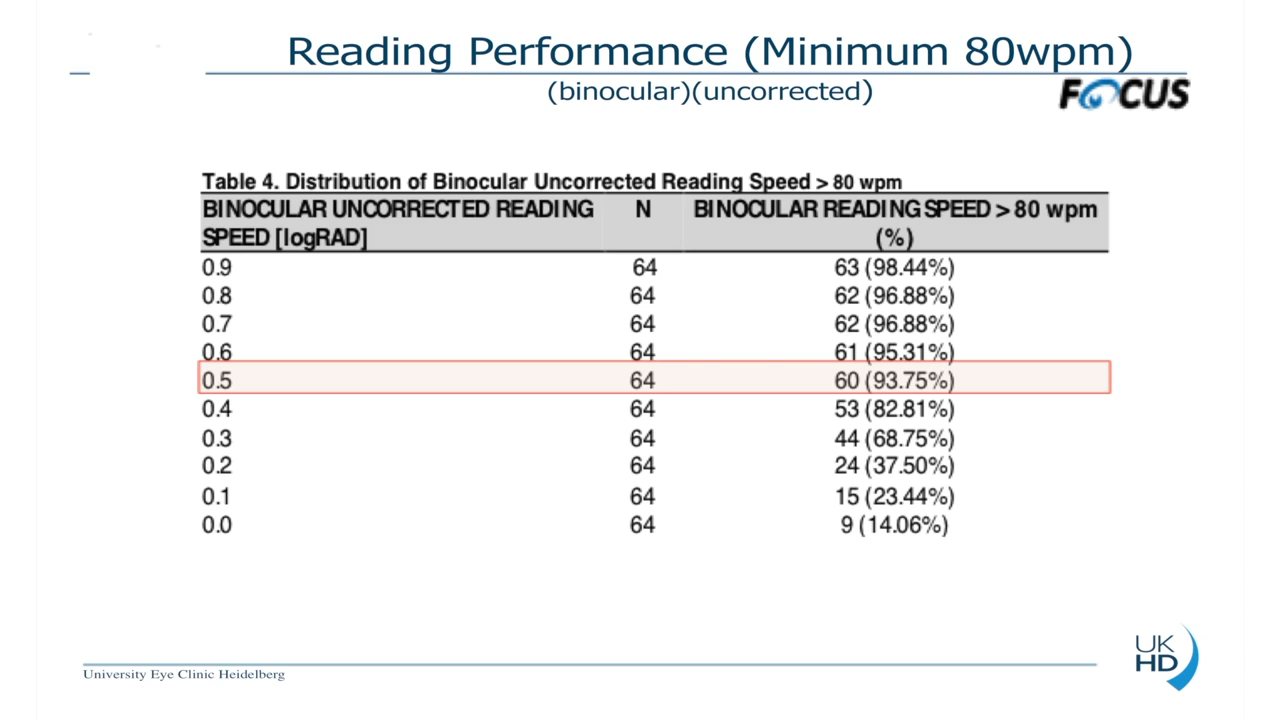 Reading Performance (Minimum 80wpm)
(binocular)(uncorrected)
FOCUS
Table 4. Distribution of Binocular Uncorrected Reading Speed > 80 wpm
BINOCULAR UNCORRECTED READING SPEED [logRAD] N BINOCULAR READING SPEED > 80 wpm (%)
0.9 64 63 (98.44%)
0.8 64 62 (96.88%)
0.7 64 62 (96.88%)
0.6 64 61 (95.31%)
0.5 64 60 (93.75%)
0.4 64 53 (82.81%)
0.3 64 44 (68.75%)
0.2 64 24 (37.50%)
0.1 64 15 (23.44%)
0.0 64 9 (14.06%)
University Eye Clinic Heidelberg
UK
HD